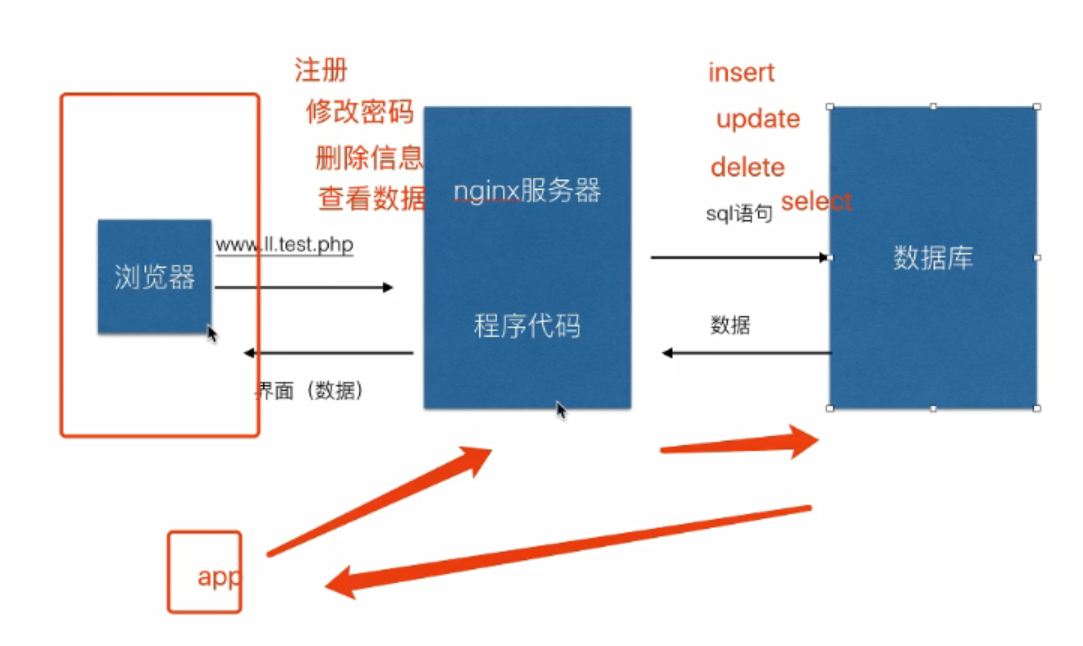 注册
修改密码
删除信息
查看数据
insert
update
delete
select
sql语句
nginx服务器
www.ll.test.php
浏览器
数据库
程序代码
数据
界面（数据）
app